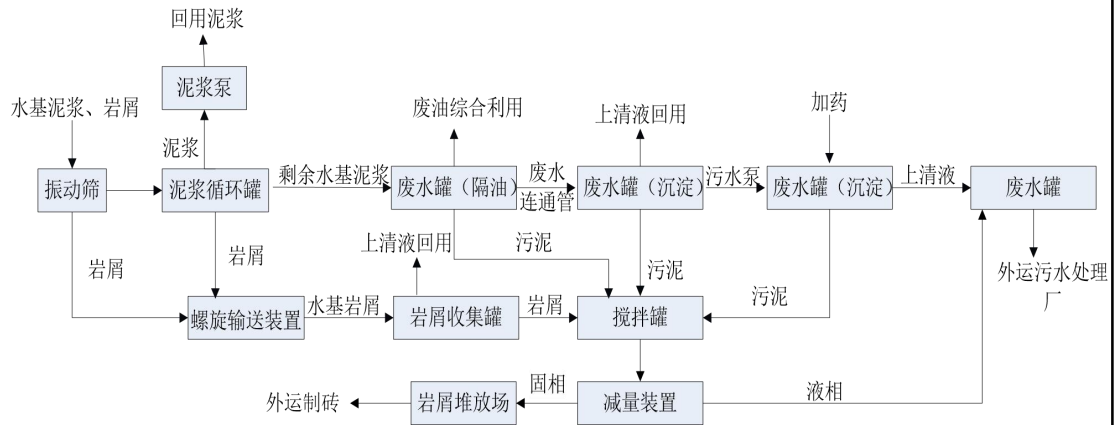 回用泥浆
泥浆泵
水基泥浆、岩屑
泥浆
废油综合利用
上清液回用
加药
振动筛
泥浆循环罐
剩余水基泥浆
废水罐（隔油）
废水
连通管
废水罐（沉淀）
污水泵
废水罐（沉淀）
上清液
废水罐
岩屑
岩屑
上清液回用
污泥
污泥
污泥
外运污水处理
厂
螺旋输送装置
水基岩屑
岩屑收集罐
岩屑
搅拌罐
外运制砖
岩屑堆放场
固相
减量装置
液相